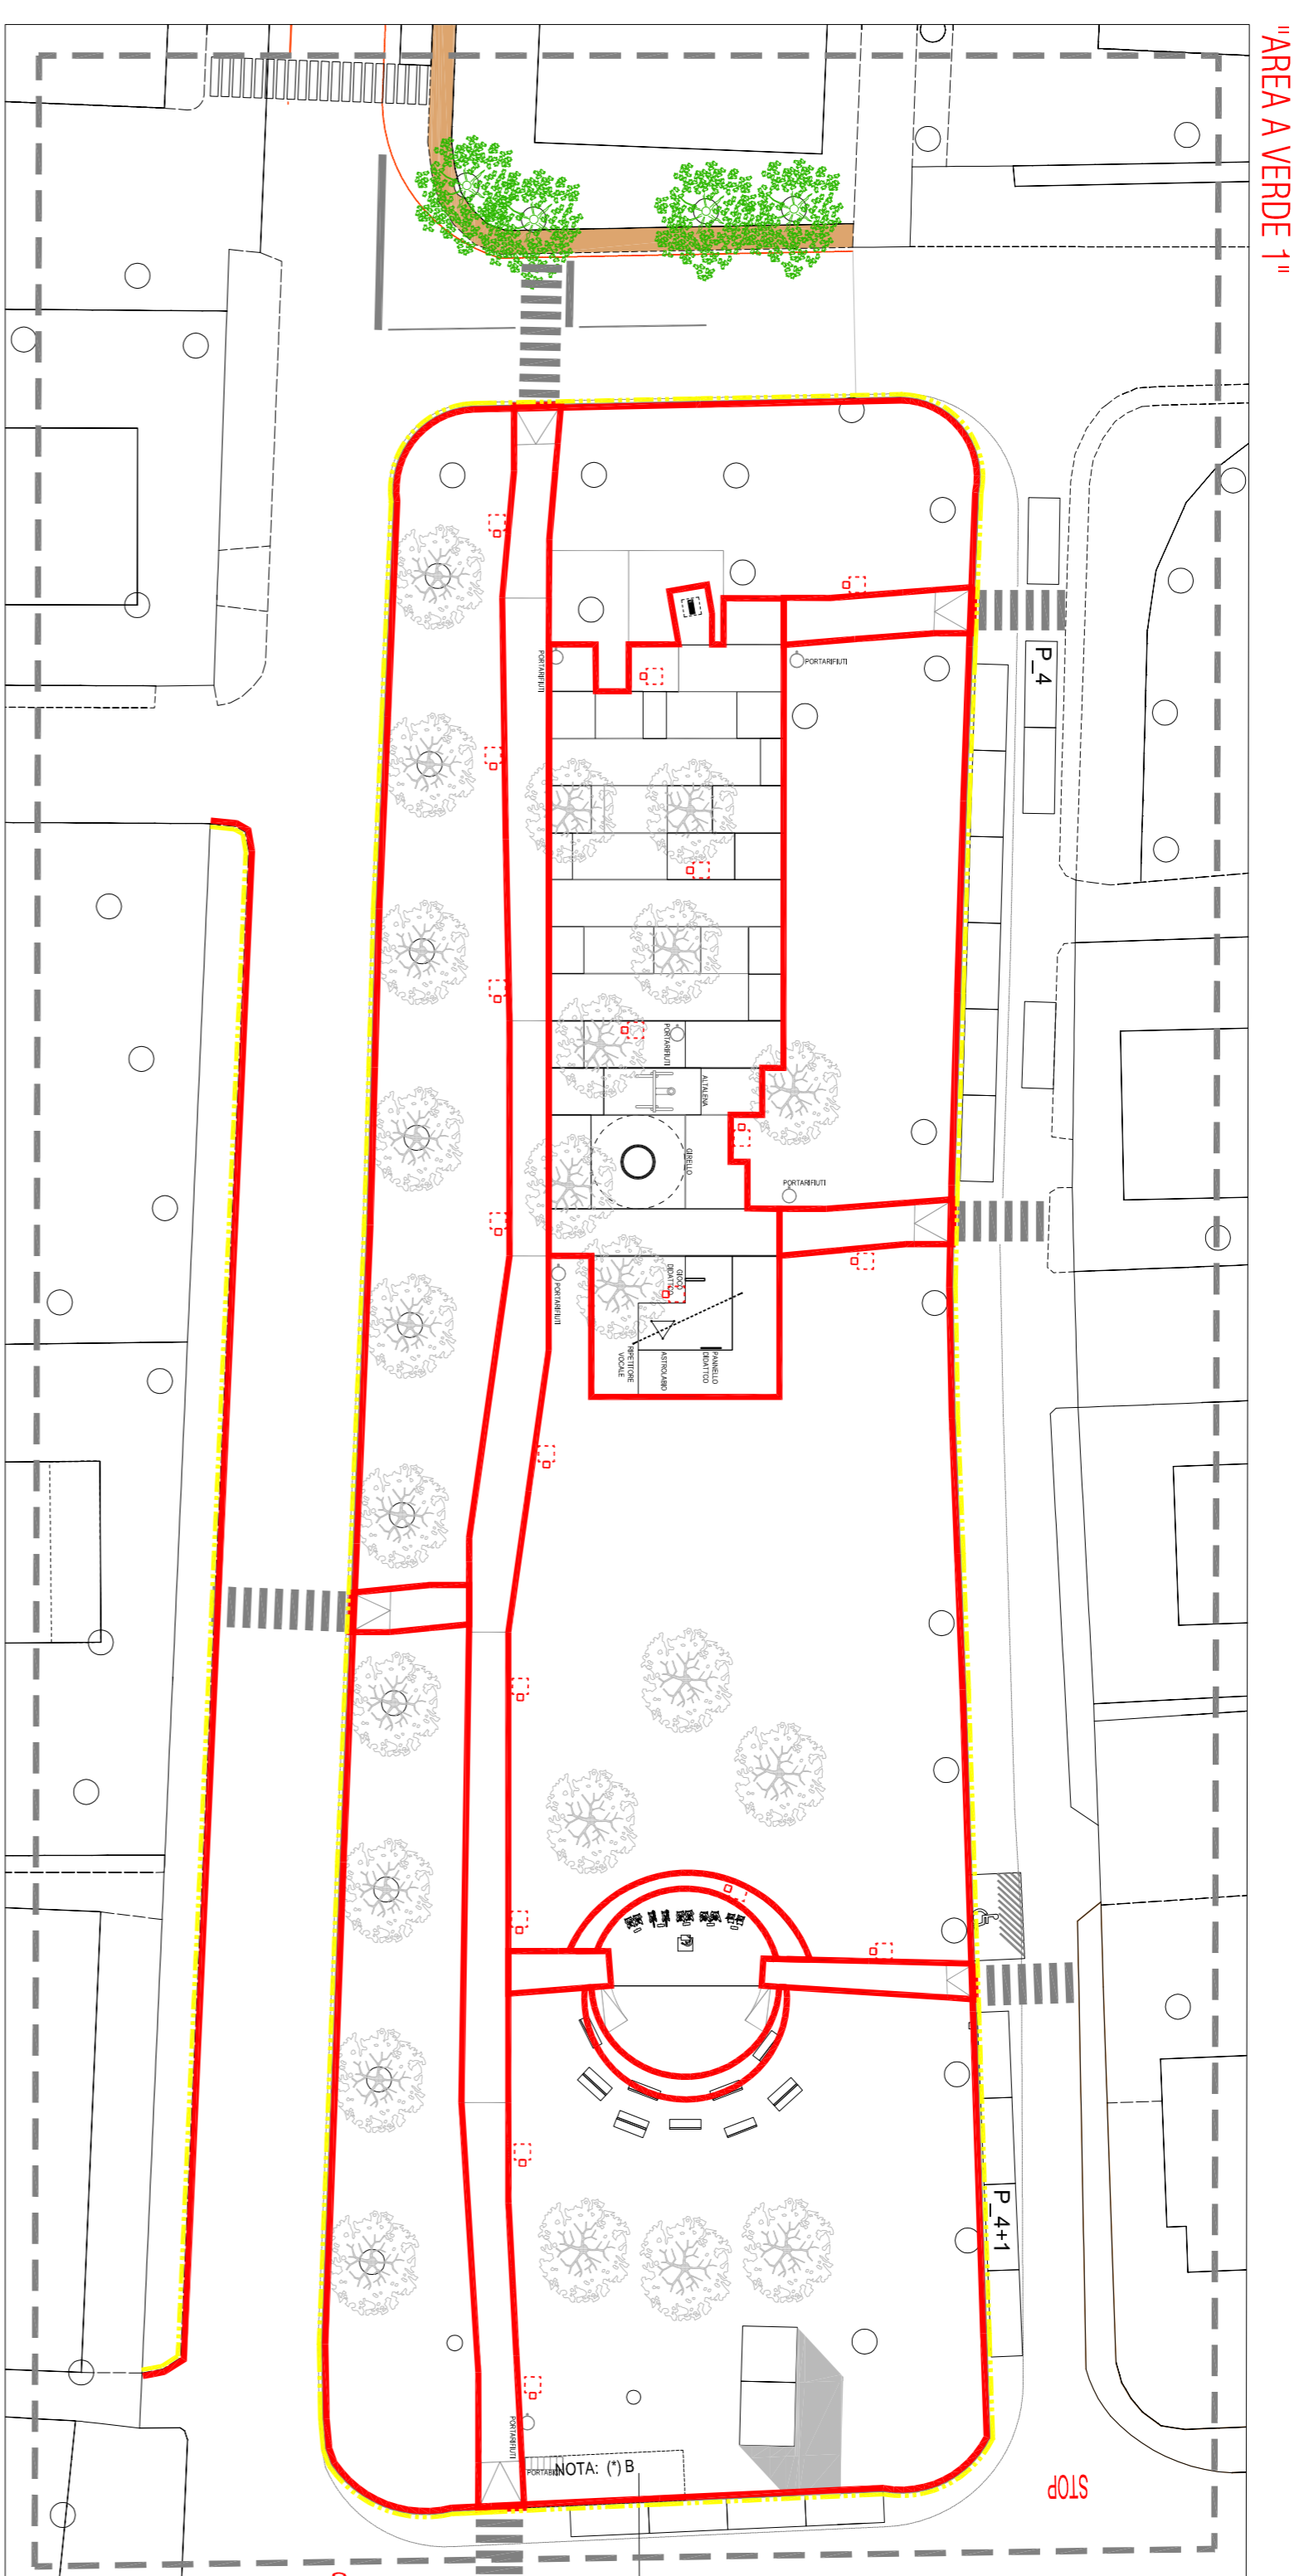 "AREA A VERDE 1"
PORTARIFIUTI
PORTARIFIUTI
P_4
PORTARIFIUTI
ALTALENA
GIRELLO
PORTARIFIUTI
PORTARIFIUTI
GIOCO
DIDATTICO
PANNELLO
DIDATTCO
ASTROLABIO
RIPETITORE
VOCALE
P_4+1
PORTARIFIUTI
NOTA: (*) B
STOP